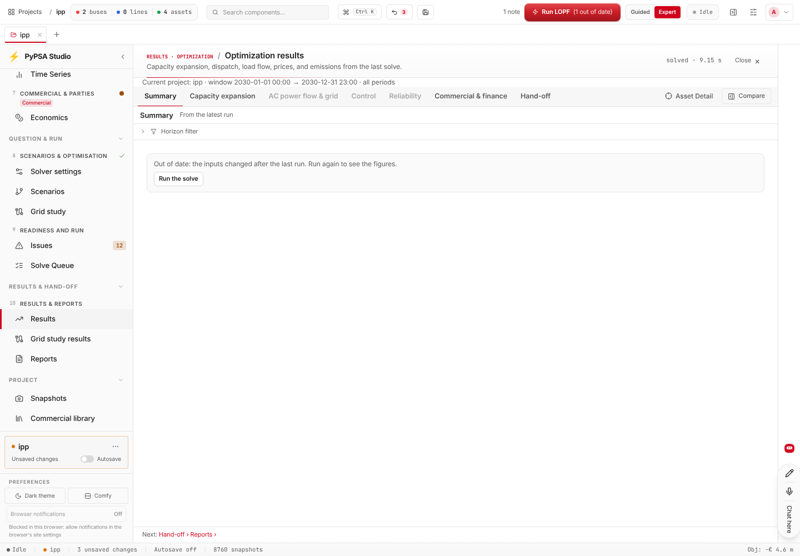 Projects / ipp 2 buses 0 lines 4 assets Search components... ⌘ Ctrl K 3 1 note Run LOPF (1 out of date) Guided Expert Idle A
ipp × +
PyPSA Studio
Time Series
7 COMMERCIAL & PARTIES
Commercial
Economics
QUESTION & RUN
8 SCENARIOS & OPTIMISATION
Solver settings
Scenarios
Grid study
9 READINESS AND RUN
Issues 12
Solve Queue
RESULTS & HAND-OFF
10 RESULTS & REPORTS
Results
Grid study results
Reports
PROJECT
Snapshots
Commercial library
ipp ...
Unsaved changes Autosave
PREFERENCES
Dark theme Comfy
Browser notifications Off
Blocked in this browser: allow notifications in the
browser's site settings
RESULTS · OPTIMIZATION / Optimization results
Capacity expansion, dispatch, load flow, prices, and emissions from the last solve.
solved · 9.15 s Close ×
Current project: ipp · window 2030-01-01 00:00 → 2030-12-31 23:00 · all periods
Summary Capacity expansion AC power flow & grid Control Reliability Commercial & finance Hand-off Asset Detail Compare
Summary From the latest run
› Horizon filter
Out of date: the inputs changed after the last run. Run again to see the figures.
Run the solve
Chat here
Next: Hand-off › Reports ›
Idle ipp 3 unsaved changes Autosave off 8760 snapshots Obj: -€ 4.6 m